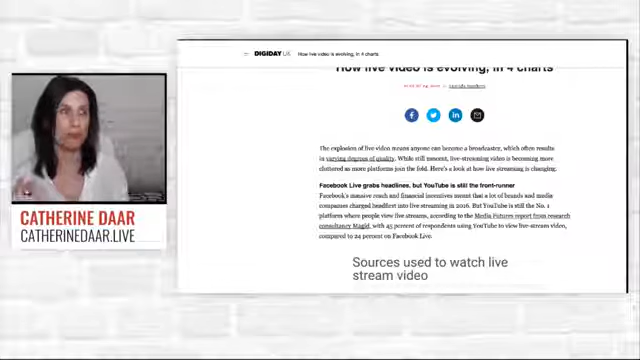 DIGIDAY UK How live video is evolving, in 4 charts
How live video is evolving, in 4 charts
The explosion of live video means anyone can become a broadcaster, which often results
in varying degrees of quality. While still nascent, live-streaming video is becoming more
cluttered as more platforms join the fold. Here's a look at how live streaming is changing.
Facebook Live grabs headlines, but YouTube is still the front-runner
Facebook's massive reach and financial incentives meant that a lot of brands and media
companies charged headfirst into live streaming in 2016. But YouTube is still the No. 1
platform where people view live streams, according to the Media Futures report from research
consultancy Magid, with 45 percent of respondents using YouTube to view live-stream video,
compared to 24 percent on Facebook Live.
Sources used to watch live
stream video
CATHERINE DAAR
CATHERINEDAAR.LIVE